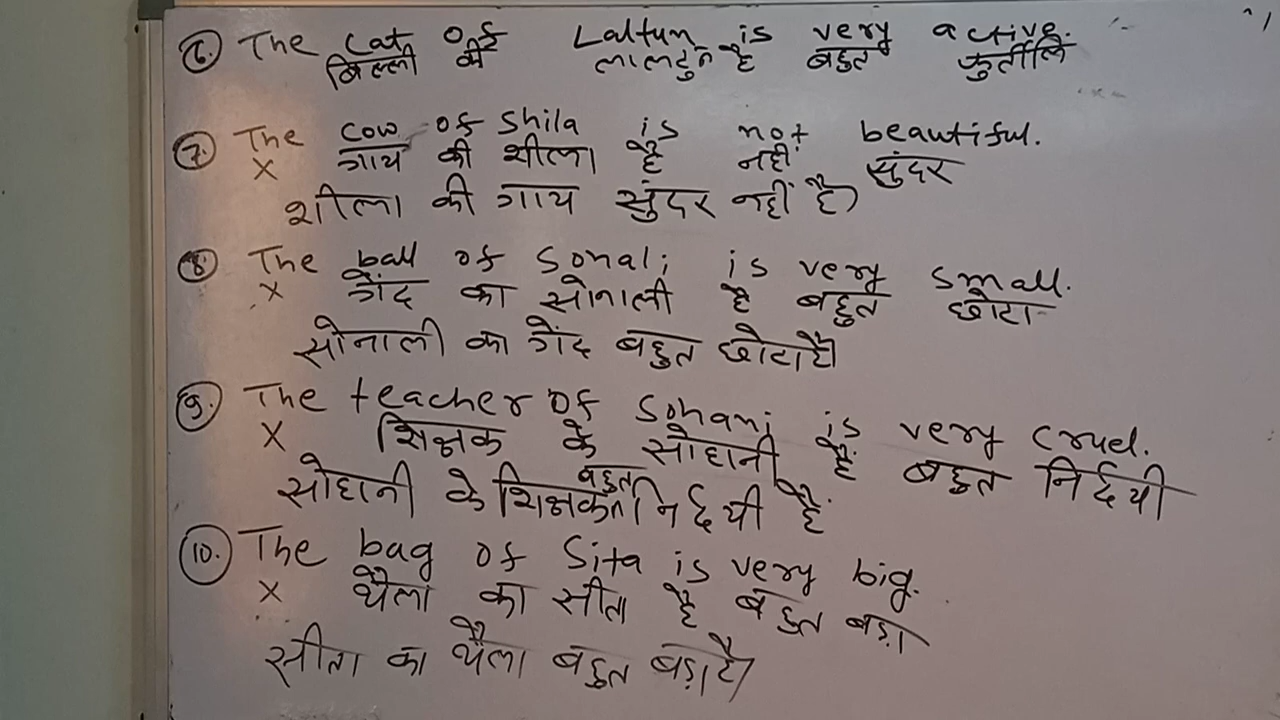 6. The cat of Laltun is very active.
बिल्ली की लालटुन है बहुत फुर्तीलि
7. The cow of Shila is not beautiful.
x गाय की शीला है नहीं सुंदर
शीला की गाय सुंदर नहीं है।
8. The ball of Sonali is very small.
x गेंद का सोनाली है बहुत छोटा
सोनाली का गेंद बहुत छोटा है।
9. The teacher of Sohani is very cruel.
x शिक्षक के सोहानी हैं बहुत निर्दयी
सोहानी के शिक्षक बहुत निर्दयी हैं
10. The bag of Sita is very big.
x थैला का सीता है बहुत बड़ा
सीता का थैला बहुत बड़ा है।